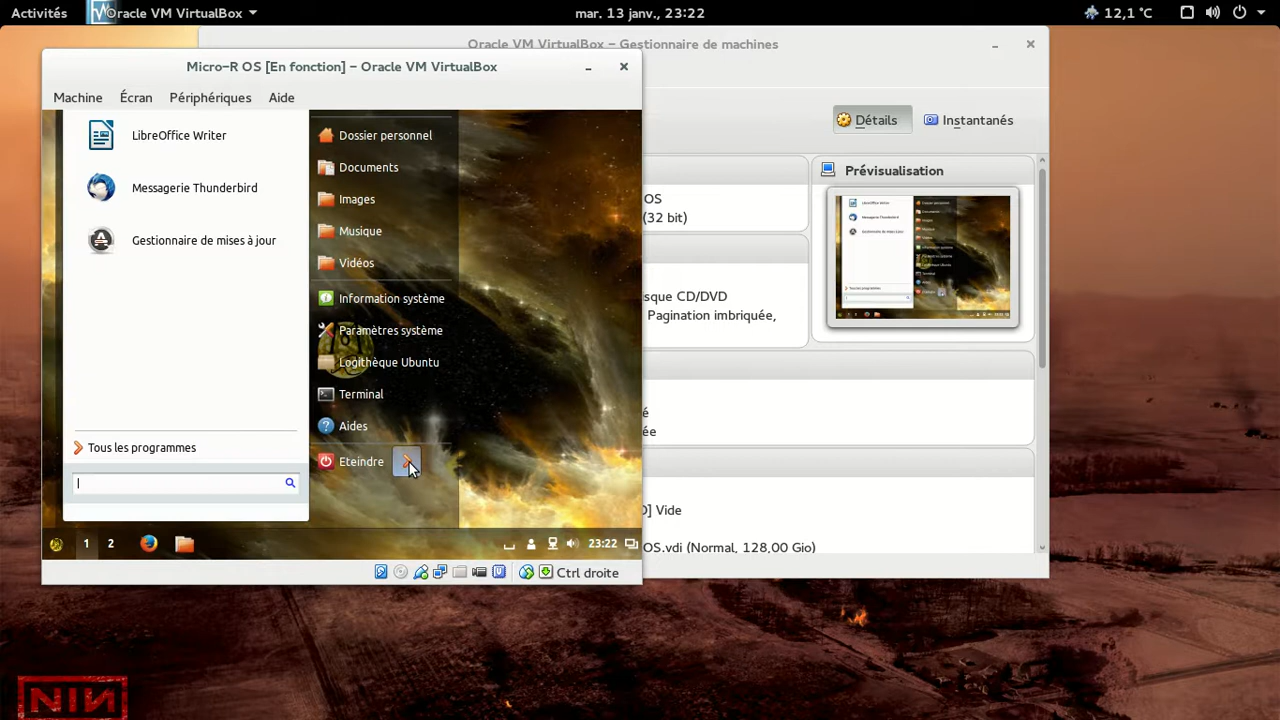 Activités
Oracle VM VirtualBox
mar. 13 janv., 23:22
12,1 °C
Oracle VM VirtualBox – Gestionnaire de machines
Micro-R OS [En fonction] – Oracle VM VirtualBox
Machine Écran Périphériques Aide
Détails
Instantanés
LibreOffice Writer
Messagerie Thunderbird
Gestionnaire de mises à jour
Tous les programmes
Dossier personnel
Documents
Images
Musique
Vidéos
Information système
Paramètres système
Logithèque Ubuntu
Terminal
Aides
Eteindre
1 2
23:22
Ctrl droite
OS
(32 bit)
sque CD/DVD
Pagination imbriquée,
é
ée
] Vide
OS.vdi (Normal, 128,00 Gio)
Prévisualisation
NIN